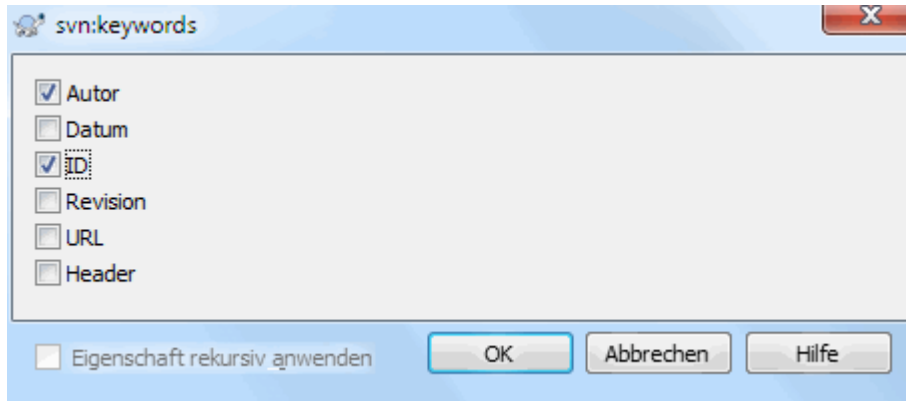 svn:keywords
Autor
Datum
ID
Revision
URL
Header
Eigenschaft rekursiv anwenden OK Abbrechen Hilfe